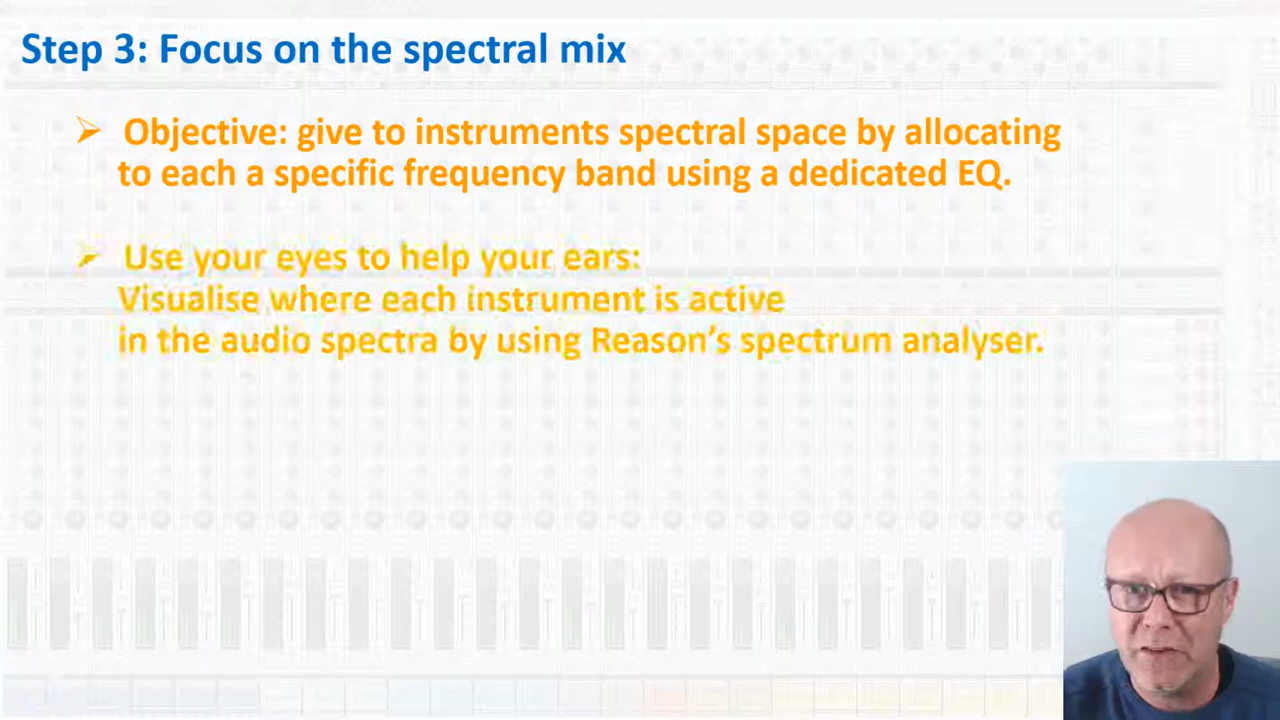 Step 3: Focus on the spectral mix
Objective: give to instruments spectral space by allocating
to each a specific frequency band using a dedicated EQ.
Use your eyes to help your ears:
Visualise where each instrument is active
in the audio spectra by using Reason's spectrum analyser.